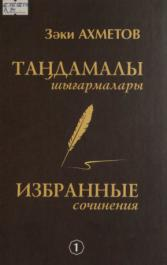 Зәки АХМЕТОВ
ТАҢДАМАЛЫ
шығармалары
ИЗБРАННЫЕ
сочинения
1